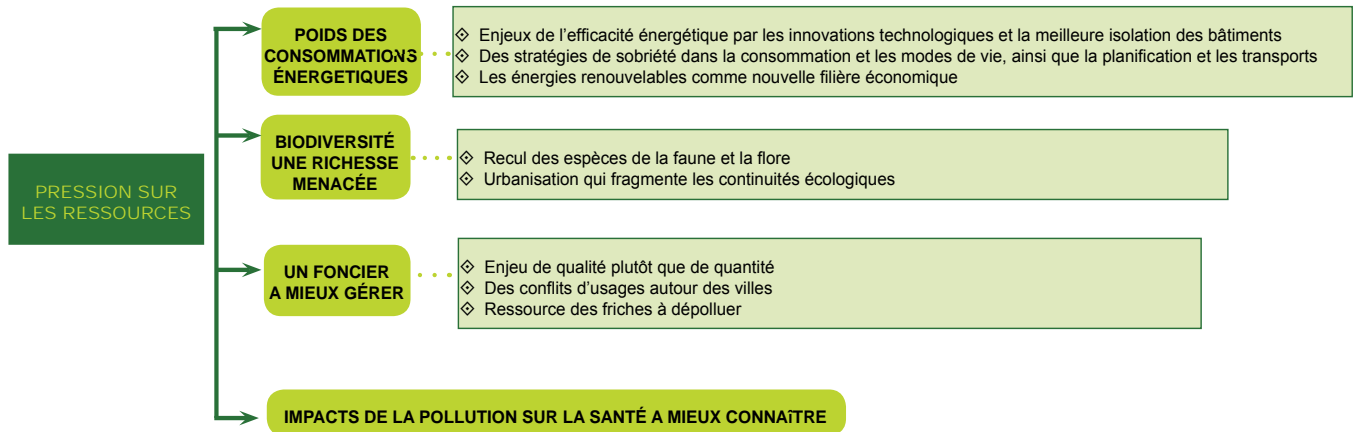 PRESSION SUR
LES RESSOURCES
POIDS DES
CONSOMMATIONS
ÉNERGETIQUES
Enjeux de l'efficacité énergétique par les innovations technologiques et la meilleure isolation des bâtiments
Des stratégies de sobriété dans la consommation et les modes de vie, ainsi que la planification et les transports
Les énergies renouvelables comme nouvelle filière économique
BIODIVERSITÉ
UNE RICHESSE
MENACÉE
Recul des espèces de la faune et la flore
Urbanisation qui fragmente les continuités écologiques
UN FONCIER
A MIEUX GÉRER
Enjeu de qualité plutôt que de quantité
Des conflits d'usages autour des villes
Ressource des friches à dépolluer
IMPACTS DE LA POLLUTION SUR LA SANTÉ A MIEUX CONNAîTRE